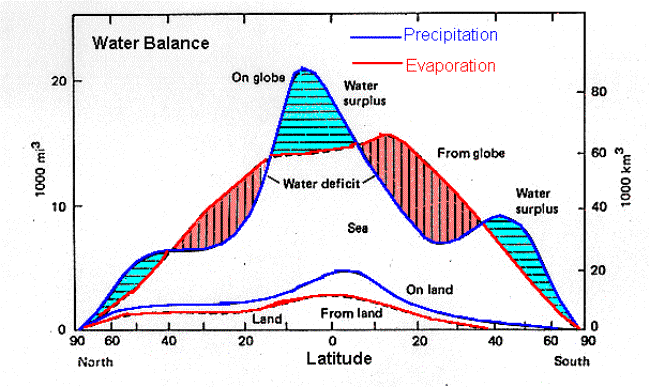 Water Balance
Precipitation
Evaporation
On globe
Water
surplus
20
80
1000 mi³
From globe
60
1000 km³
Water deficit
Water
surplus
10
40
Sea
20
On land
From land
Land
0
0
90 60 40 20 0 20 40 60 90
North
Latitude
South